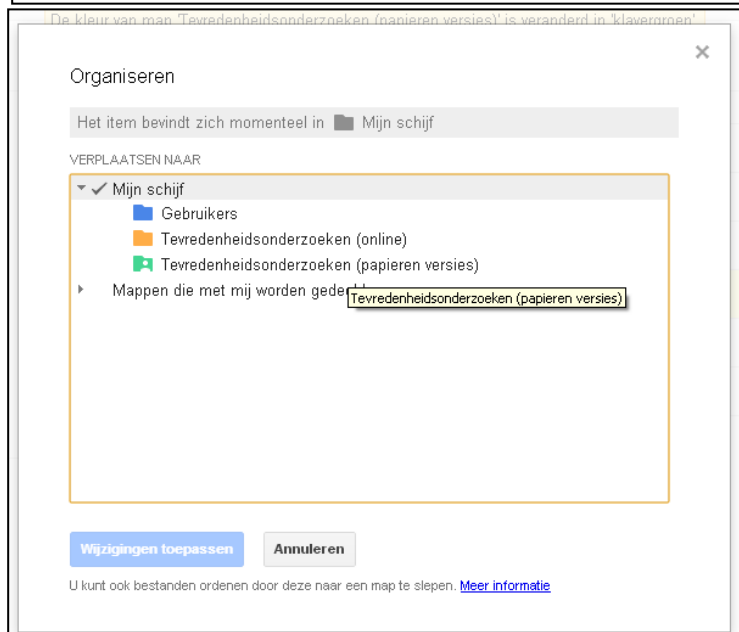 De kleur van map 'Tevredenheidsonderzoeken (papieren versies)' is veranderd in 'klavergroen'.
Organiseren
Het item bevindt zich momenteel in Mijn schijf
VERPLAATSEN NAAR
Mijn schijf
Gebruikers
Tevredenheidsonderzoeken (online)
Tevredenheidsonderzoeken (papieren versies)
Mappen die met mij worden
Tevredenheidsonderzoeken (papieren versies)
Wijzigingen toepassen Annuleren
U kunt ook bestanden ordenen door deze naar een map te slepen. Meer informatie